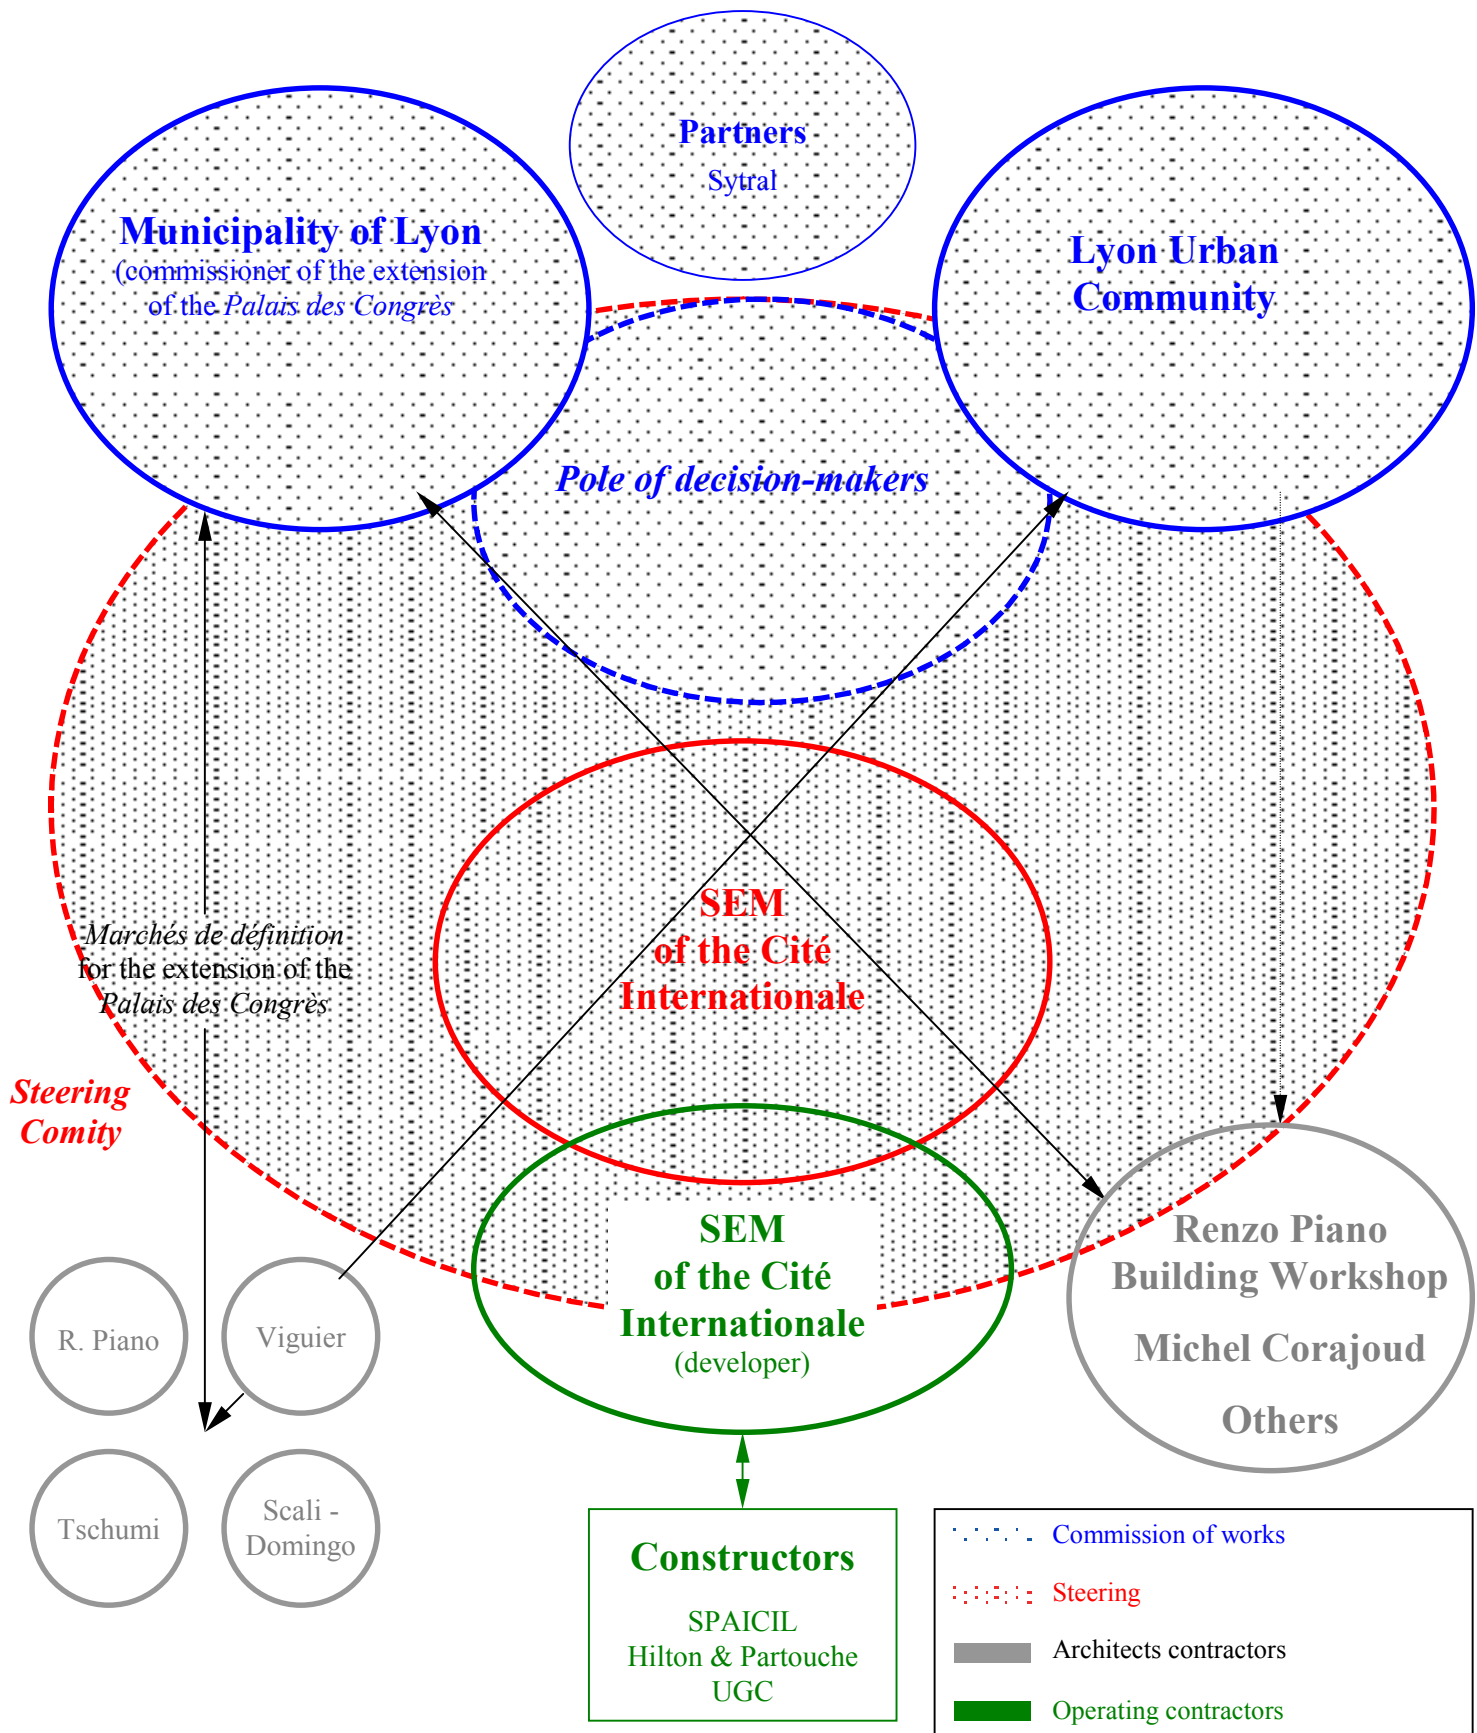 Partners
Sytral
Municipality of Lyon
(commissioner of the extension
of the Palais des Congrès
Lyon Urban
Community
Pole of decision-makers
SEM
of the Cité
Internationale
Marchés de définition
for the extension of the
Palais des Congrès
Steering
Comity
SEM
of the Cité
Internationale
(developer)
Renzo Piano
Building Workshop
Michel Corajoud
Others
R. Piano
Viguier
Tschumi
Scali -
Domingo
Constructors
SPAICIL
Hilton & Partouche
UGC
Commission of works
Steering
Architects contractors
Operating contractors